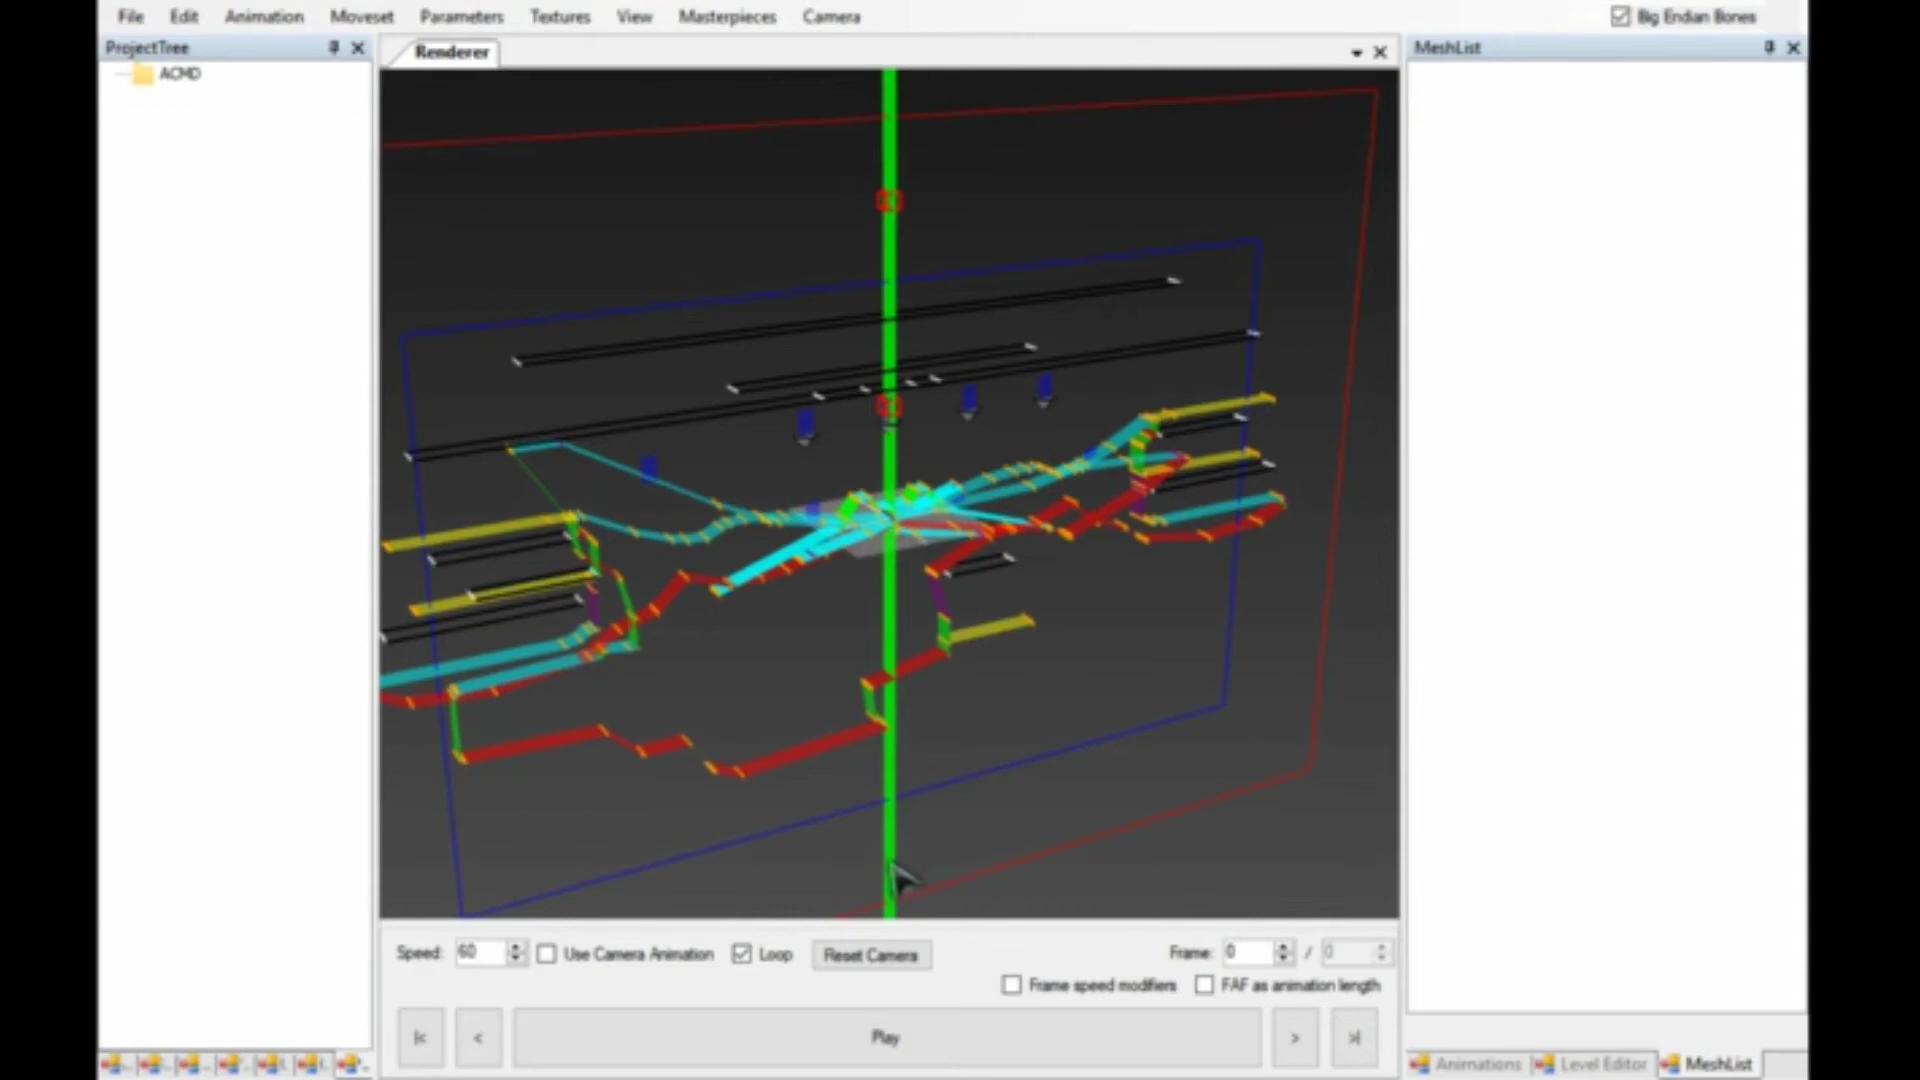 File Edit Animation Moveset Parameters Textures View Masterpieces Camera Big Endian Bones
ProjectTree
ACMD
Renderer
MeshList
Speed: 60 Use Camera Animation Loop Reset Camera Frame: 0 / 0
Frame speed modifiers FAF as animation length
|< < Play > >|
Animations Level Editor MeshList